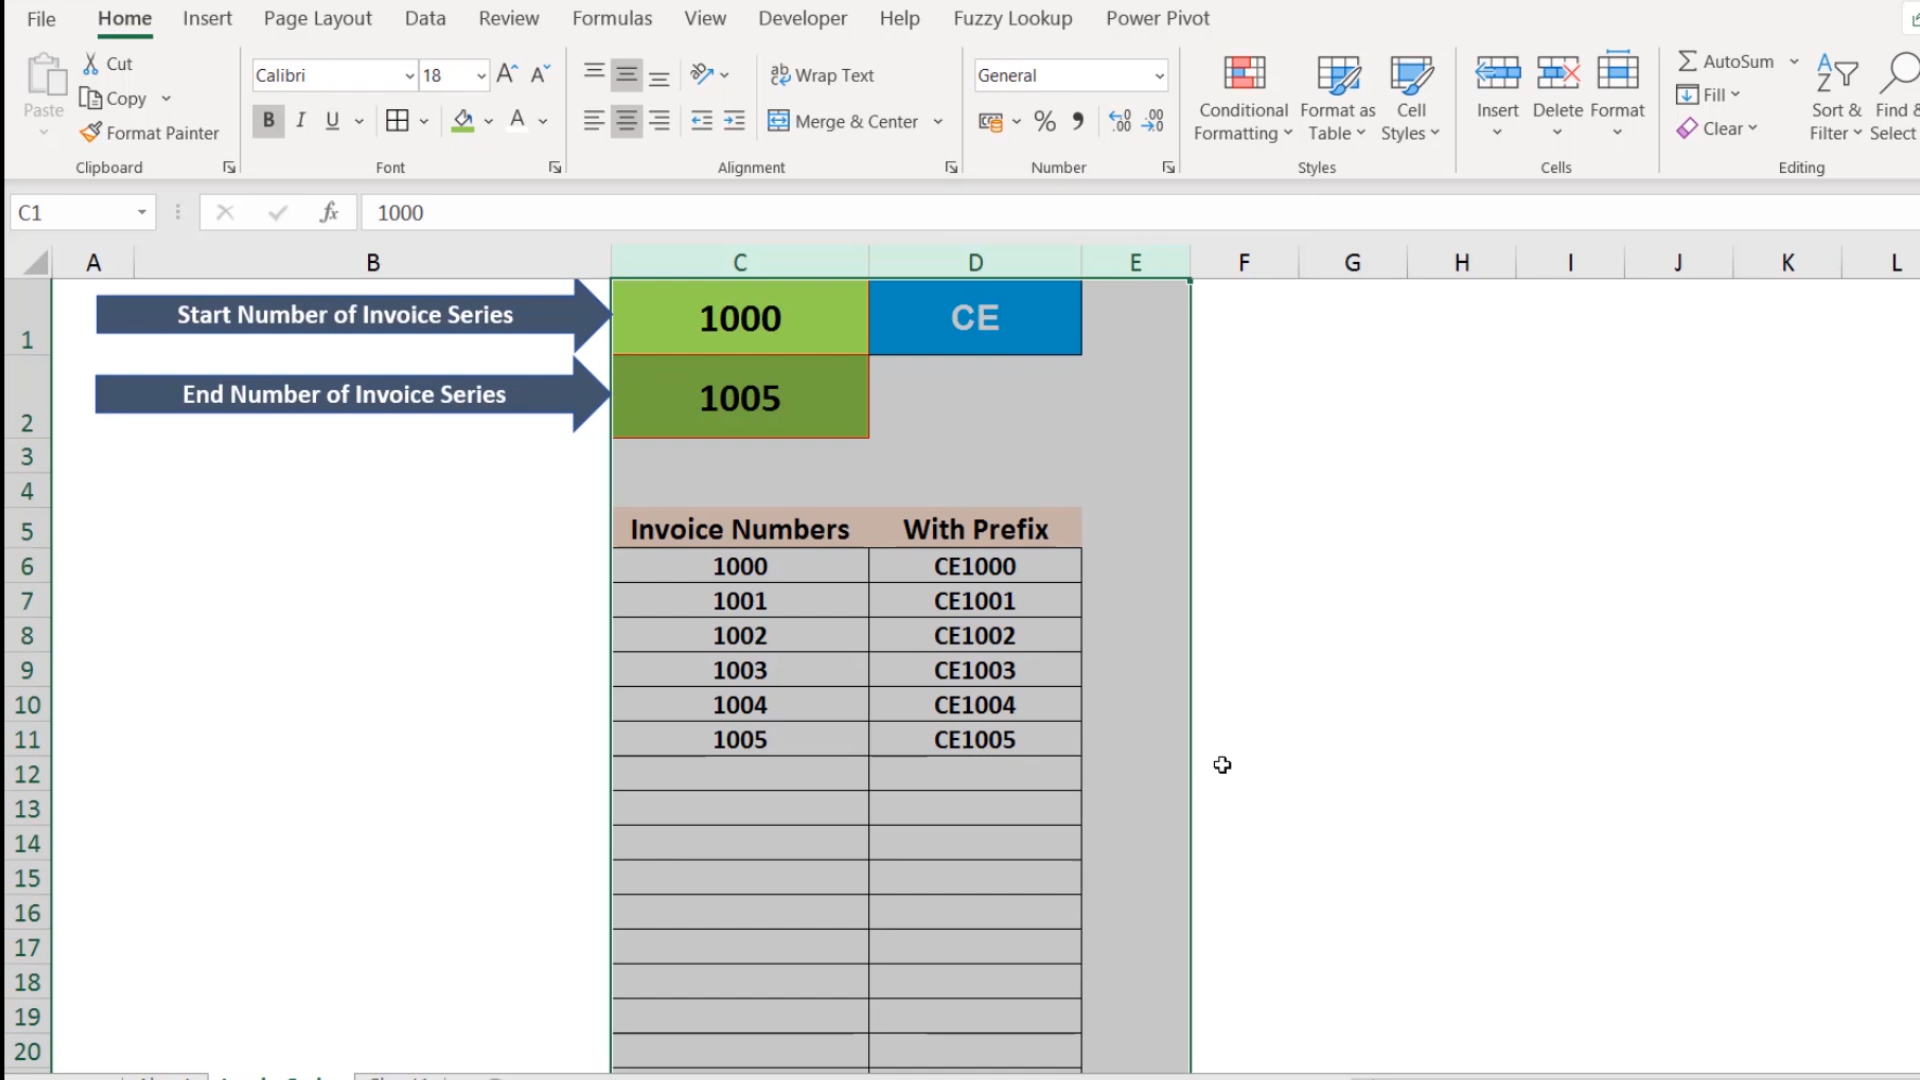 File Home Insert Page Layout Data Review Formulas View Developer Help Fuzzy Lookup Power Pivot
Paste
Cut
Copy
Format Painter
Clipboard
Calibri 18 A A
B I U A
Font
ab Wrap Text
Merge & Center
Alignment
General
% 
Number
Conditional Formatting
Format as Table
Cell Styles
Styles
Insert Delete Format
Cells
AutoSum
Fill
Clear
Sort & Filter
Find & Select
Editing
C1 fx 1000
A B C D E F G H I J K L
1 Start Number of Invoice Series 1000 CE
2 End Number of Invoice Series 1005
3
4
5 Invoice Numbers With Prefix
6 1000 CE1000
7 1001 CE1001
8 1002 CE1002
9 1003 CE1003
10 1004 CE1004
11 1005 CE1005
12
13
14
15
16
17
18
19
20